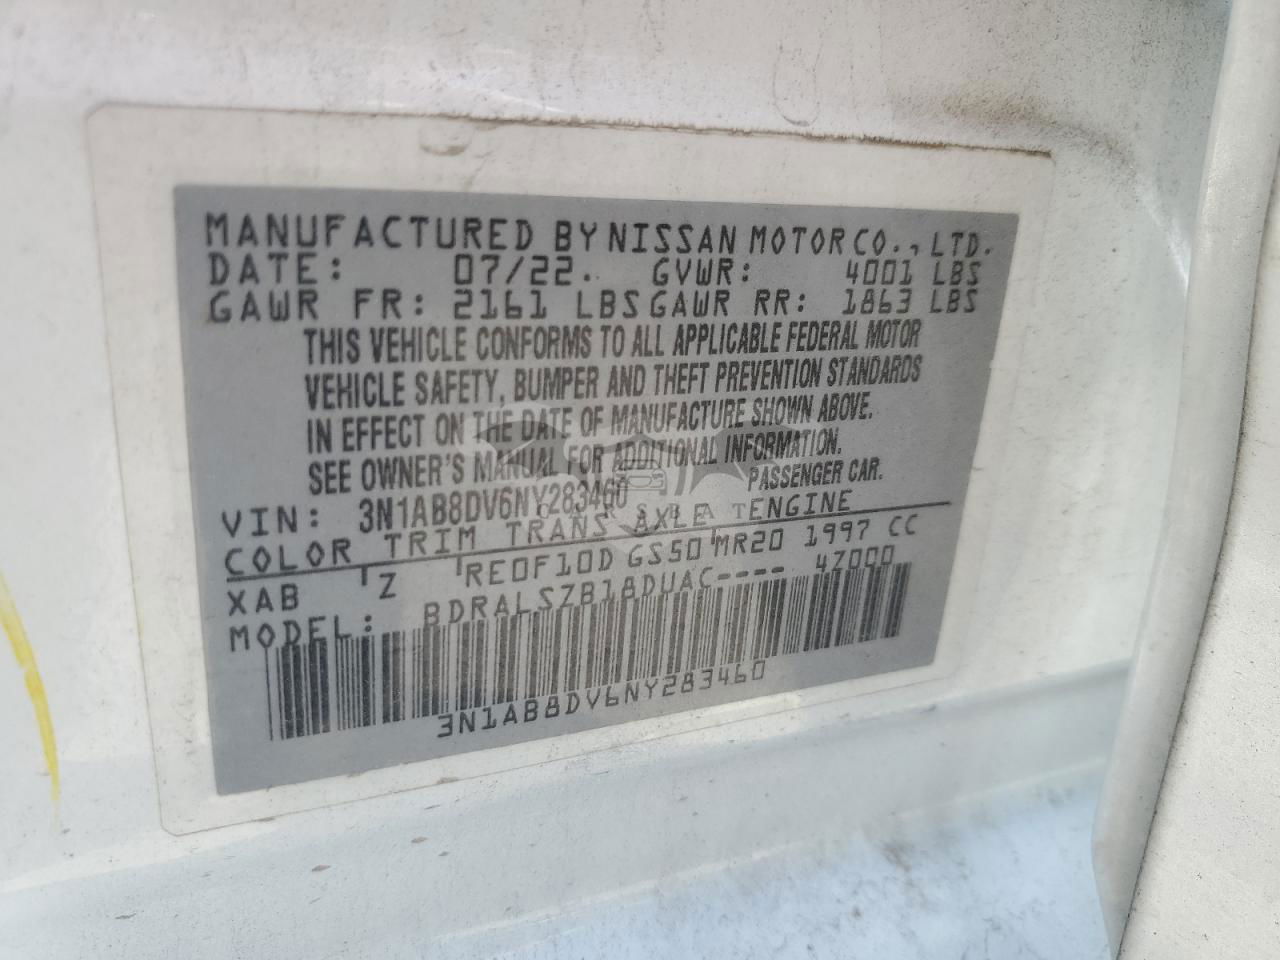 MANUFACTURED BY NISSAN MOTOR CO., LTD.
DATE: 07/22. GVWR: 4001 LBS
GAWR FR: 2161 LBS GAWR RR: 1863 LBS
THIS VEHICLE CONFORMS TO ALL APPLICABLE FEDERAL MOTOR
VEHICLE SAFETY, BUMPER AND THEFT PREVENTION STANDARDS
IN EFFECT ON THE DATE OF MANUFACTURE SHOWN ABOVE.
SEE OWNER'S MANUAL FOR ADDITIONAL INFORMATION.
PASSENGER CAR.
VIN: 3N1AB8DV6NY283460
COLOR TRIM TRANS AXLE ENGINE
XAB Z RE0F10D GS50 MR20 1997 CC
MODEL: BDRALSZB18DUAC---- 4Z000
3N1AB8DV6NY283460